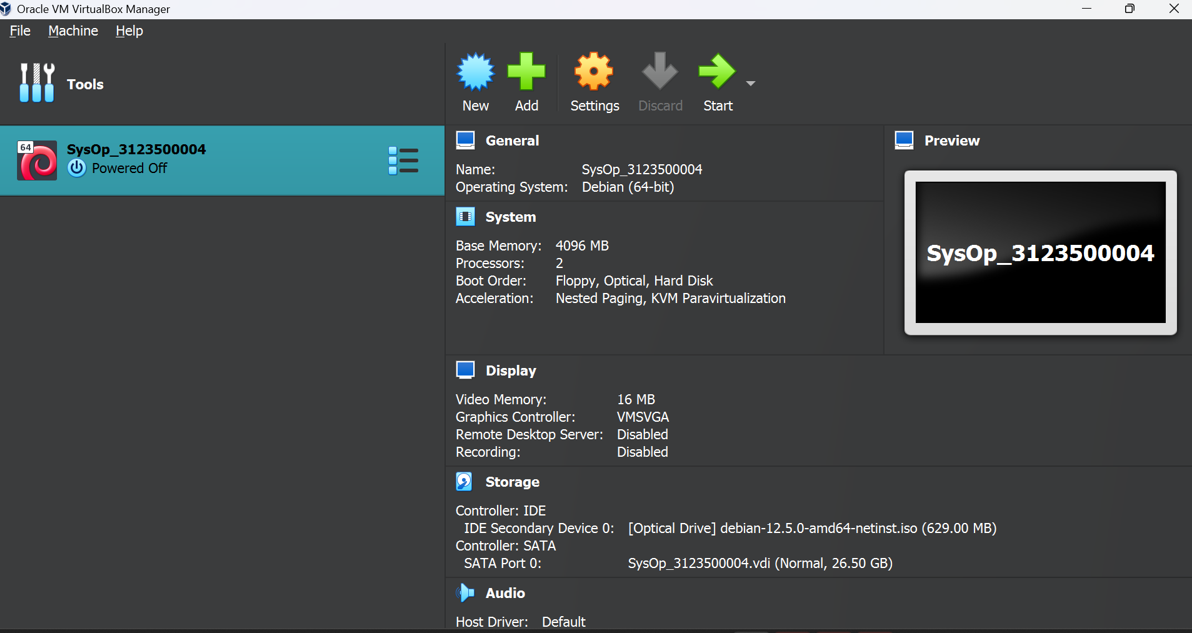 Oracle VM VirtualBox Manager
File Machine Help
Tools
New Add Settings Discard Start
64
SysOp_3123500004
Powered Off
General
Name: SysOp_3123500004
Operating System: Debian (64-bit)
System
Base Memory: 4096 MB
Processors: 2
Boot Order: Floppy, Optical, Hard Disk
Acceleration: Nested Paging, KVM Paravirtualization
Preview
SysOp_3123500004
Display
Video Memory: 16 MB
Graphics Controller: VMSVGA
Remote Desktop Server: Disabled
Recording: Disabled
Storage
Controller: IDE
IDE Secondary Device 0: [Optical Drive] debian-12.5.0-amd64-netinst.iso (629.00 MB)
Controller: SATA
SATA Port 0: SysOp_3123500004.vdi (Normal, 26.50 GB)
Audio
Host Driver: Default